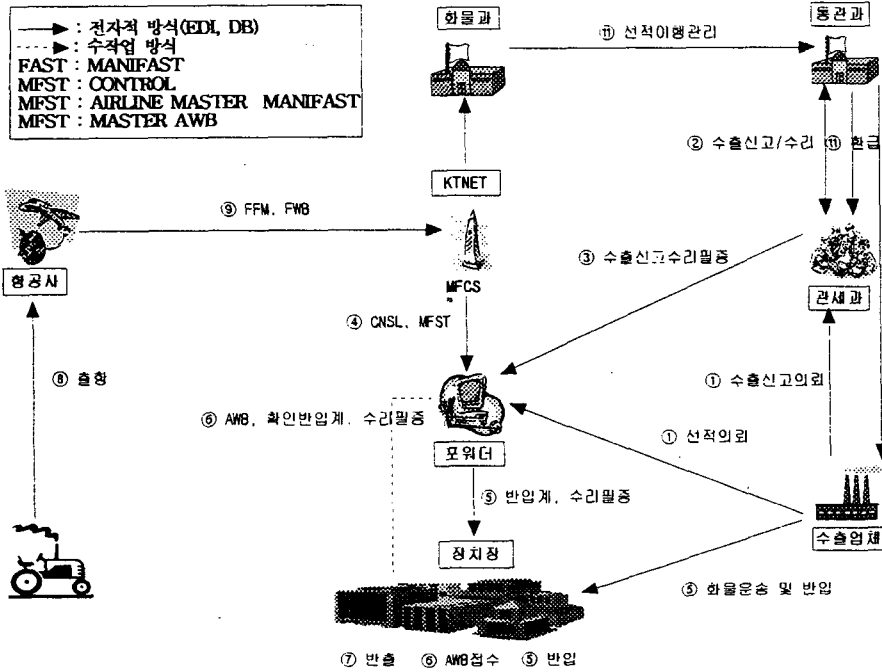 → : 전자적 방식(EDI, DB)
⇢ : 수작업 방식
FAST : MANIFAST
MFST : CONTROL
MFST : AIRLINE MASTER MANIFAST
MFST : MASTER AWB
화물과
⑪ 선적이행관리
통관과
② 수출신고/수리
⑪ 환급
KTNET
⑨ FFM, FWB
항공사
MFCS
③ 수출신고수리필증
관세과
④ CNSL, MFST
⑧ 출항
① 수출신고의뢰
⑥ AWB, 확인반입계, 수리필증
① 선적의뢰
포워더
⑤ 반입계, 수리필증
장치장
수출업체
⑤ 화물운송 및 반입
⑦ 반출 ⑥ AWB접수 ⑤ 반입